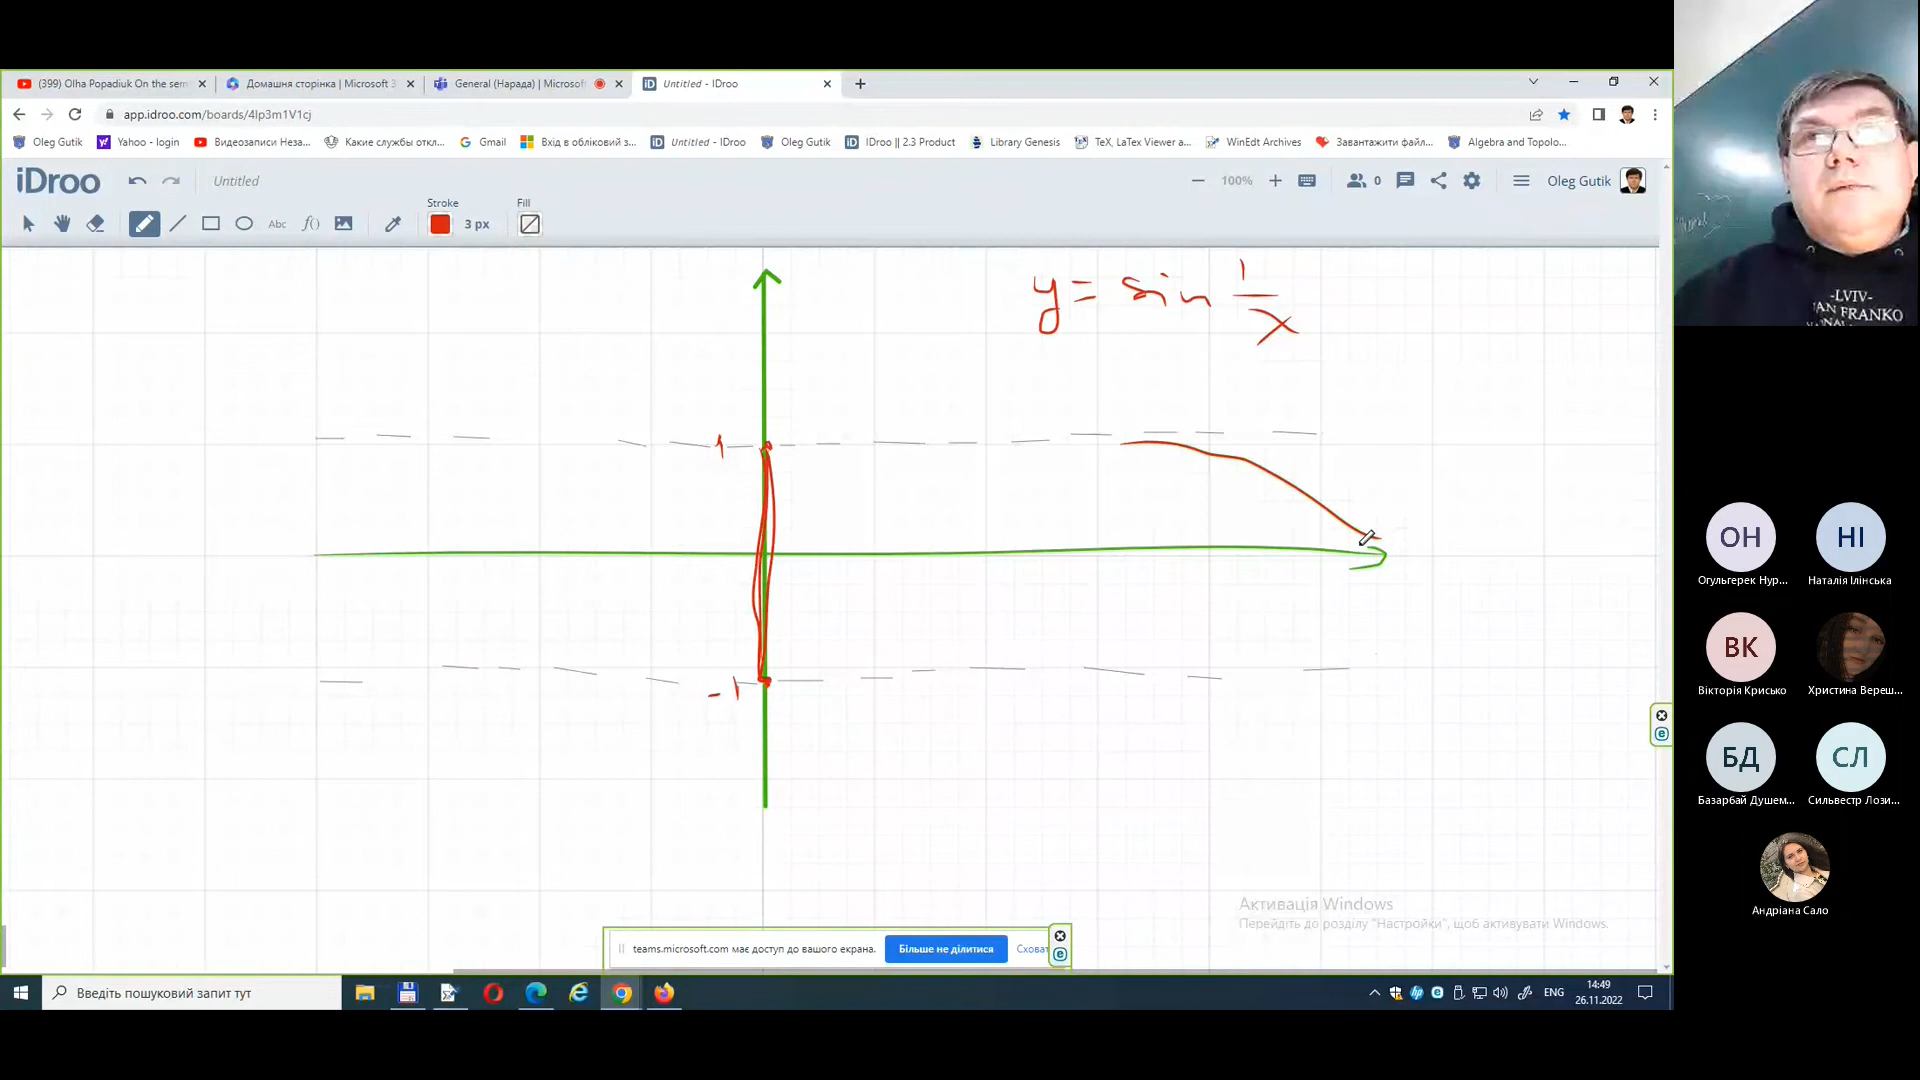 (399) Olha Popadiuk On the sem
Домашня сторінка | Microsoft 3
General (Нарада) | Microsoft
Untitled - IDroo
app.idroo.com/boards/4lp3m1V1cj
Oleg Gutik
Yahoo - login
Видеозаписи Неза...
Какие службы откл...
Gmail
Вхід в обліковий з...
Untitled - IDroo
Oleg Gutik
IDroo || 2.3 Product
Library Genesis
TeX, LaTex Viewer a...
WinEdt Archives
Завантажити файл...
Algebra and Topolo...
iDroo
Untitled
100%
0
Oleg Gutik
Abc
f()
Stroke
3 px
Fill
y = sin 1/x
1
-1
-LVIV-
AN FRANKO
ОН
Огульгерек Нур...
НІ
Наталія Ілінська
ВК
Вікторія Крисько
Христина Вереш...
БД
Базарбай Душем...
СЛ
Сильвестр Лози...
Андріана Сало
Активація Windows
Перейдіть до розділу "Настройки", щоб активувати Windows.
teams.microsoft.com має доступ до вашого екрана.
Більше не ділитися
Сховат
Введіть пошуковий запит тут
ENG
14:49
26.11.2022